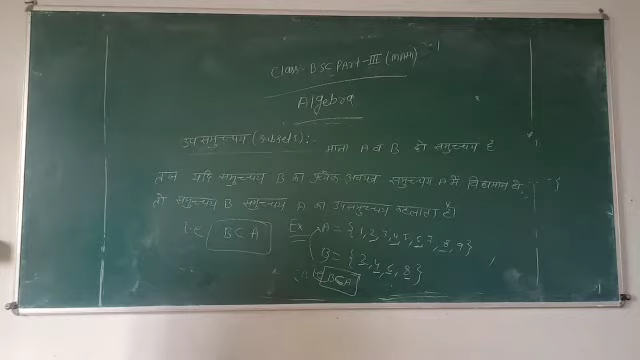 Class- BSC Part-III (Math)
Algebra
उपसमुच्चय (subsets):- माना A व B दो समुच्चय है
तब यदि समुच्चय B का प्रत्येक अवयव समुच्चय A में विद्यमान है
तो समुच्चय B समुच्चय A का उपसमुच्चय कहलाता है।
i.e B⊂A Ex A = {1,2,3,4,5,6,7,8,9}
B = {2,4,6,8}
B⊂A